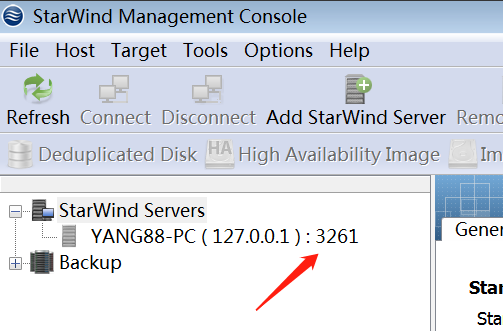 StarWind Management Console
File Host Target Tools Options Help
Refresh Connect Disconnect Add StarWind Server Remo
Deduplicated Disk HA High Availability Image Im
StarWind Servers
YANG88-PC ( 127.0.0.1 ) : 3261
Backup
Gener
Star
Sta